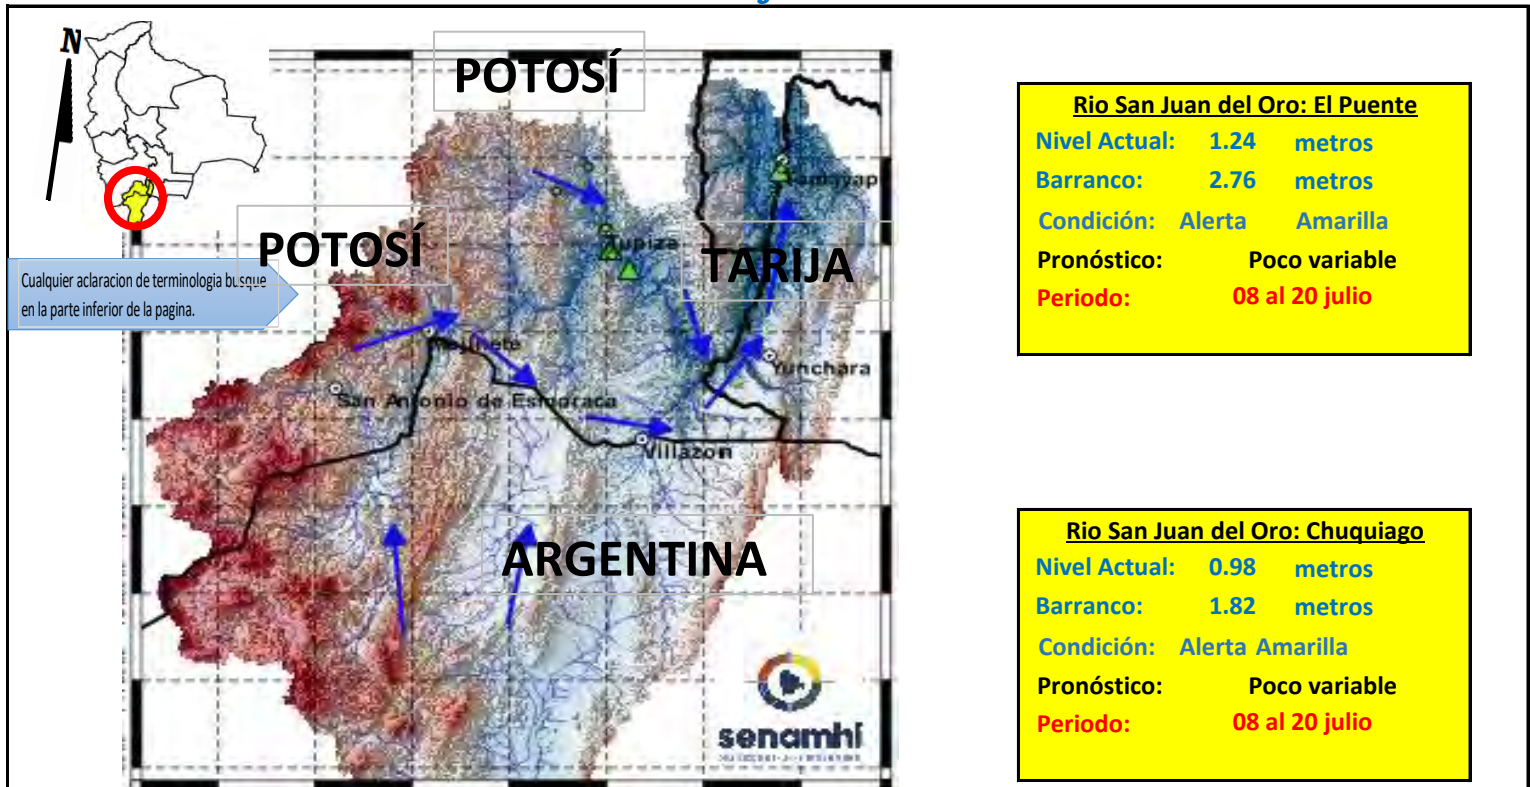 N
POTOSÍ
POTOSÍ
TARIJA
ARGENTINA
Cualquier aclaracion de terminologia busque
en la parte inferior de la pagina.
Tupiza
Yunchara
San Antonio de Esmoraca
Villazon
senamhi
Rio San Juan del Oro: El Puente
Nivel Actual: 1.24 metros
Barranco: 2.76 metros
Condición: Alerta Amarilla
Pronóstico: Poco variable
Periodo: 08 al 20 julio
Rio San Juan del Oro: Chuquiago
Nivel Actual: 0.98 metros
Barranco: 1.82 metros
Condición: Alerta Amarilla
Pronóstico: Poco variable
Periodo: 08 al 20 julio